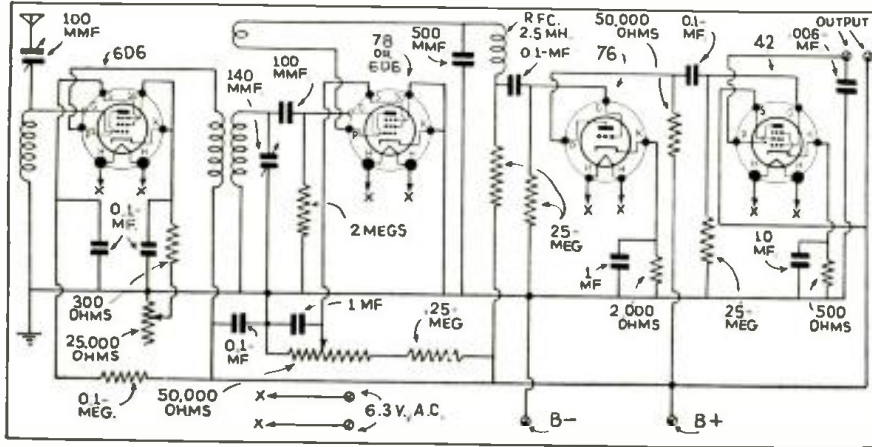 100
MMF
6D6
140
MMF
100
MMF
78
OR
6D6
500
MMF
RFC.
2.5 MH.
0.1-MF
50,000
OHMS
76
0.1-
MF.
42
.006-
MF.
OUTPUT
P
K
H
H
X
X
P
K
H
H
X
X
P
K
H
H
X
X
S
P
K
H
H
X
X
0.1-
MF.
2 MEGS
.25-
MEG
1
MF
10
MF.
300
OHMS
25,000
OHMS
0.1-
MF
1 MF
.25-
MEG
2,000
OHMS
.25-
MEG
500
OHMS
0.1-
MEG.
50,000
OHMS
X
X
6.3 V., A.C.
B-
B+